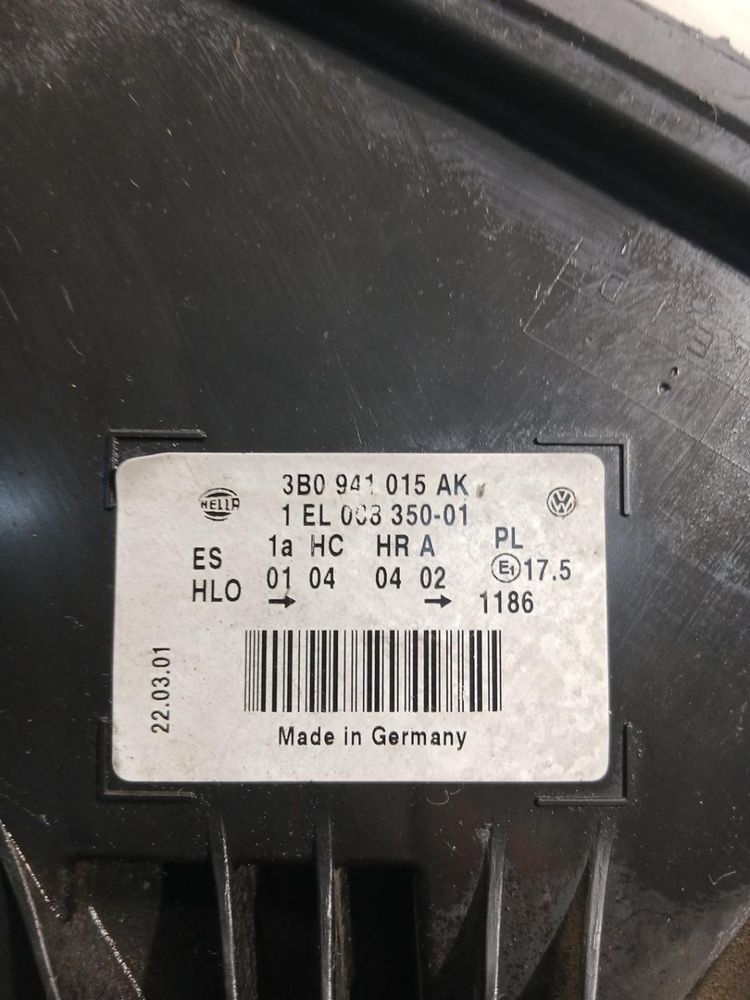 HELLA
3B0 941 015 AK
1 EL 008 350-01
VW
ES 1a HC HR A PL
HLO 01 04 04 02 E1 17.5
→ → 1186
22.03.01
Made in Germany